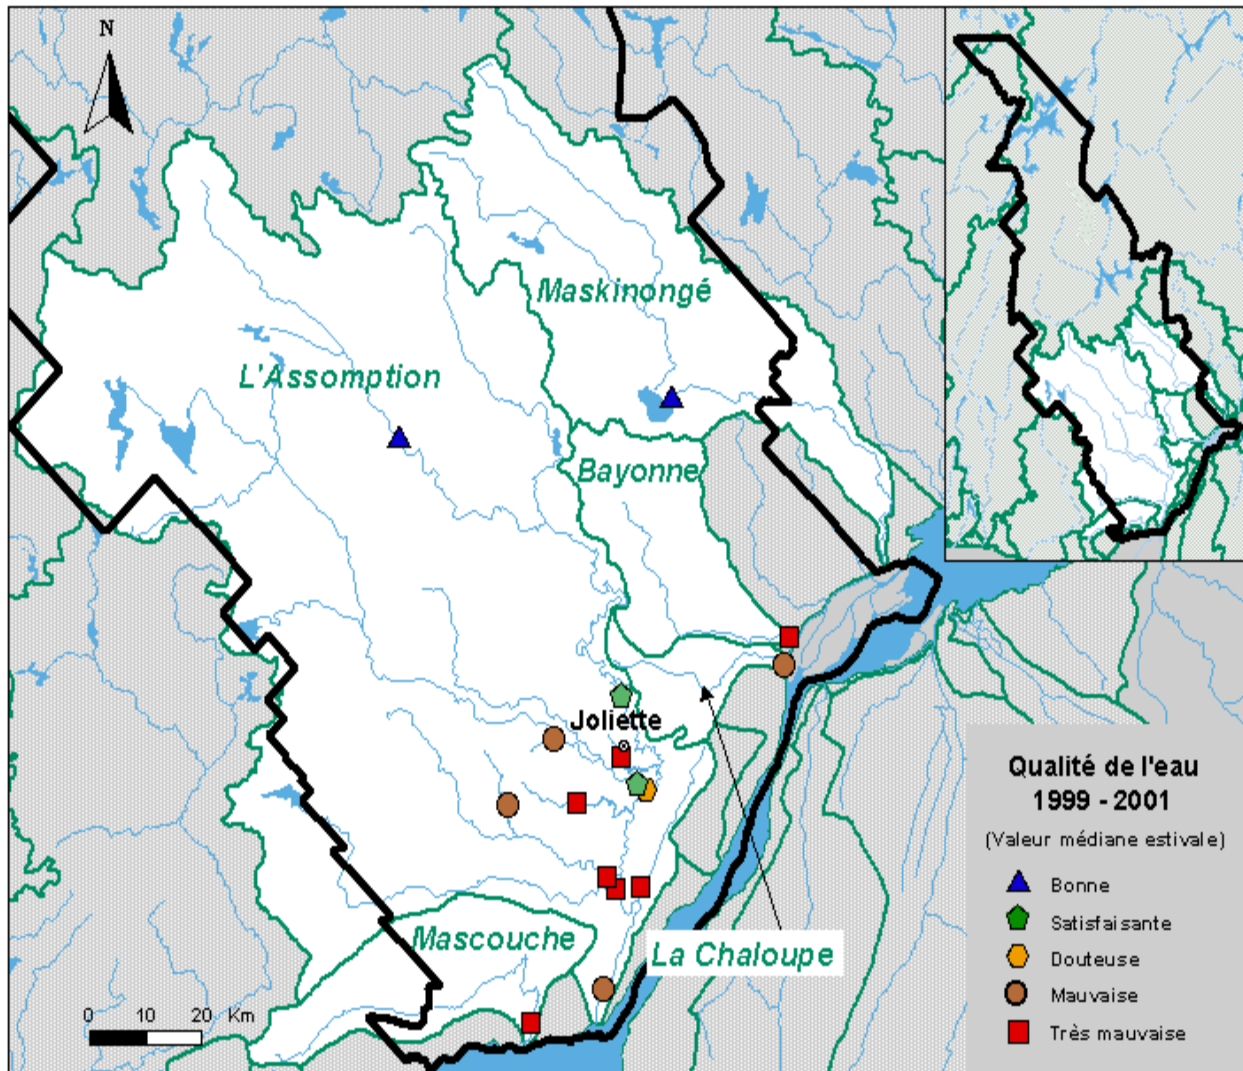 N
Maskinongé
L'Assomption
Bayonne
Joliette
Mascouche
La Chaloupe
0 10 20 Km
Qualité de l'eau
1999 - 2001
(Valeur médiane estivale)
Bonne
Satisfaisante
Douteuse
Mauvaise
Très mauvaise